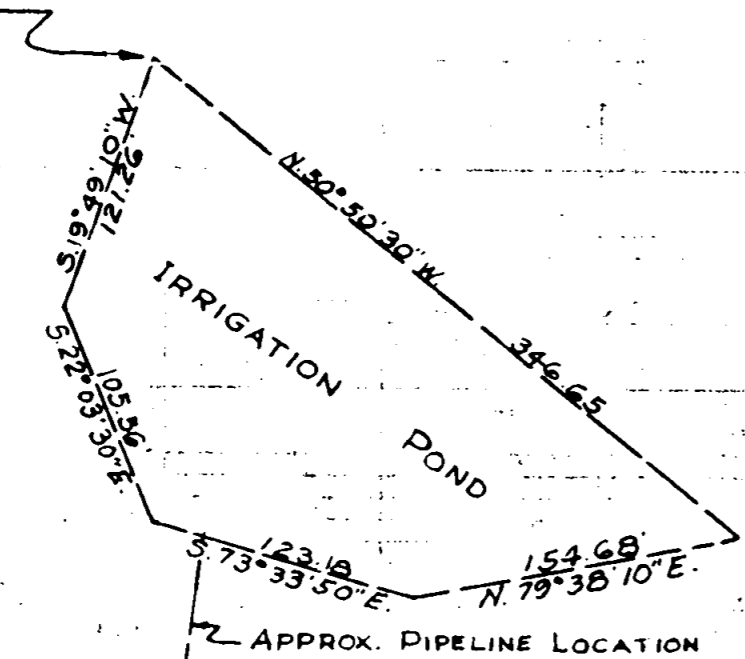 S. 19° 49' 10" W.
121.26'
N. 50° 50' 30" W.
346.65
IRRIGATION
POND
105.56'
S. 22° 03' 30" E.
123.18
S. 73° 33' 50" E.
154.68'
N. 79° 38' 10" E.
APPROX. PIPELINE LOCATION